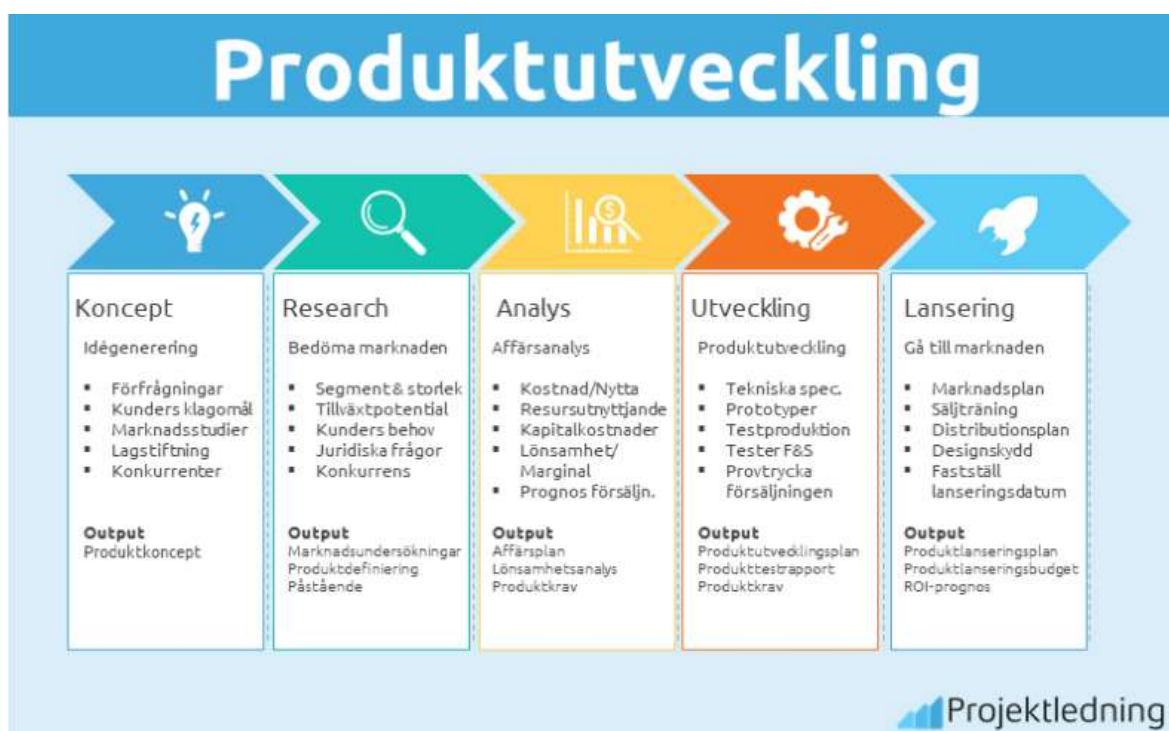 Produktutveckling
Koncept
Idégenerering
▪ Förfrågningar
▪ Kunders klagomål
▪ Marknadsstudier
▪ Lagstiftning
▪ Konkurrenter
Output
Produktkoncept
Research
Bedöma marknaden
▪ Segment & storlek
▪ Tillväxtpotential
▪ Kunders behov
▪ Juridiska frågor
▪ Konkurrens
Output
Marknadsundersökningar
Produktdefiniering
Påstående
Analys
Affärsanalys
▪ Kostnad/Nytta
▪ Resursutnyttjande
▪ Kapitalkostnader
▪ Lönsamhet/
Marginal
▪ Prognos försäljn.
Output
Affärsplan
Lönsamhetsanalys
Produktkrav
Utveckling
Produktutveckling
▪ Tekniska spec.
▪ Prototyper
▪ Testproduktion
▪ Tester F&S
▪ Provtrycka
försäljningen
Output
Produktutvecklingsplan
Produkttestrapport
Produktkrav
Lansering
Gå till marknaden
▪ Marknadsplan
▪ Säljträning
▪ Distributionsplan
▪ Designskydd
▪ Fastställ
lanseringsdatum
Output
Produktlanseringsplan
Produktlanseringsbudget
ROI-prognos
Projektledning